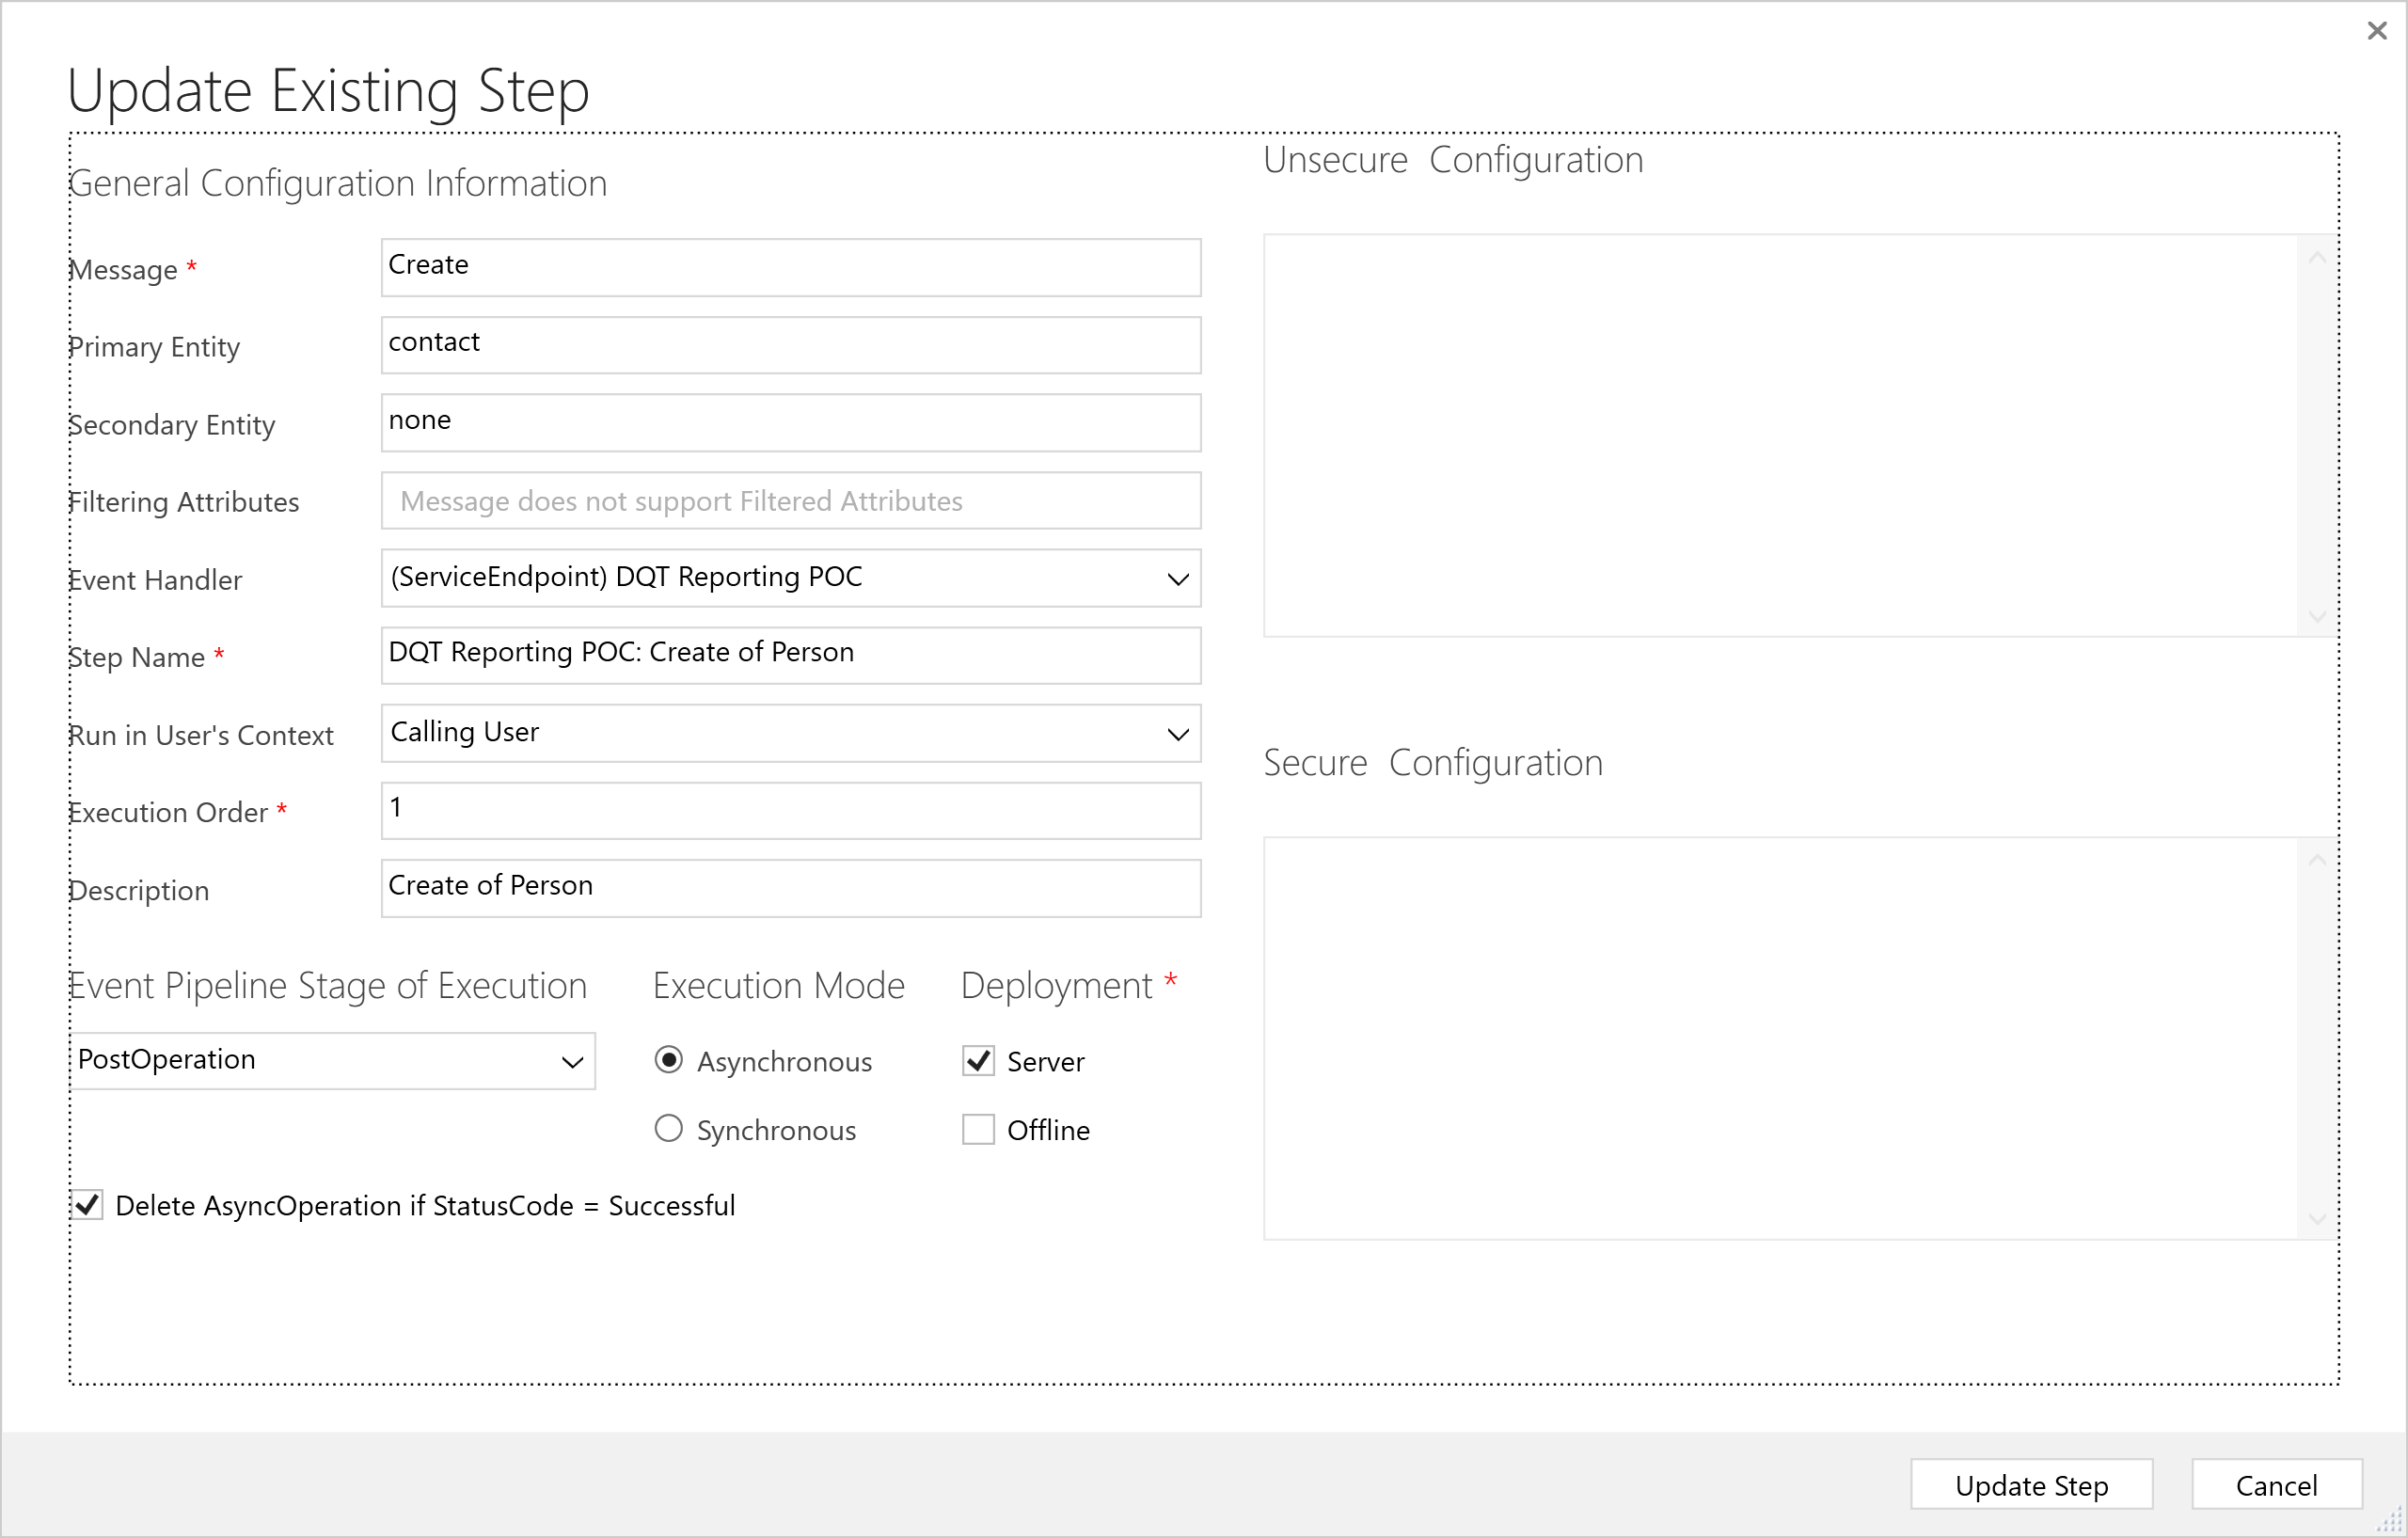 Update Existing Step
General Configuration Information
Message *
Create
Primary Entity
contact
Secondary Entity
none
Filtering Attributes
Message does not support Filtered Attributes
Event Handler
(ServiceEndpoint) DQT Reporting POC
Step Name *
DQT Reporting POC: Create of Person
Run in User's Context
Calling User
Execution Order *
1
Description
Create of Person
Event Pipeline Stage of Execution
PostOperation
Execution Mode
Asynchronous
Synchronous
Deployment *
Server
Offline
Delete AsyncOperation if StatusCode = Successful
Unsecure Configuration
Secure Configuration
Update Step
Cancel